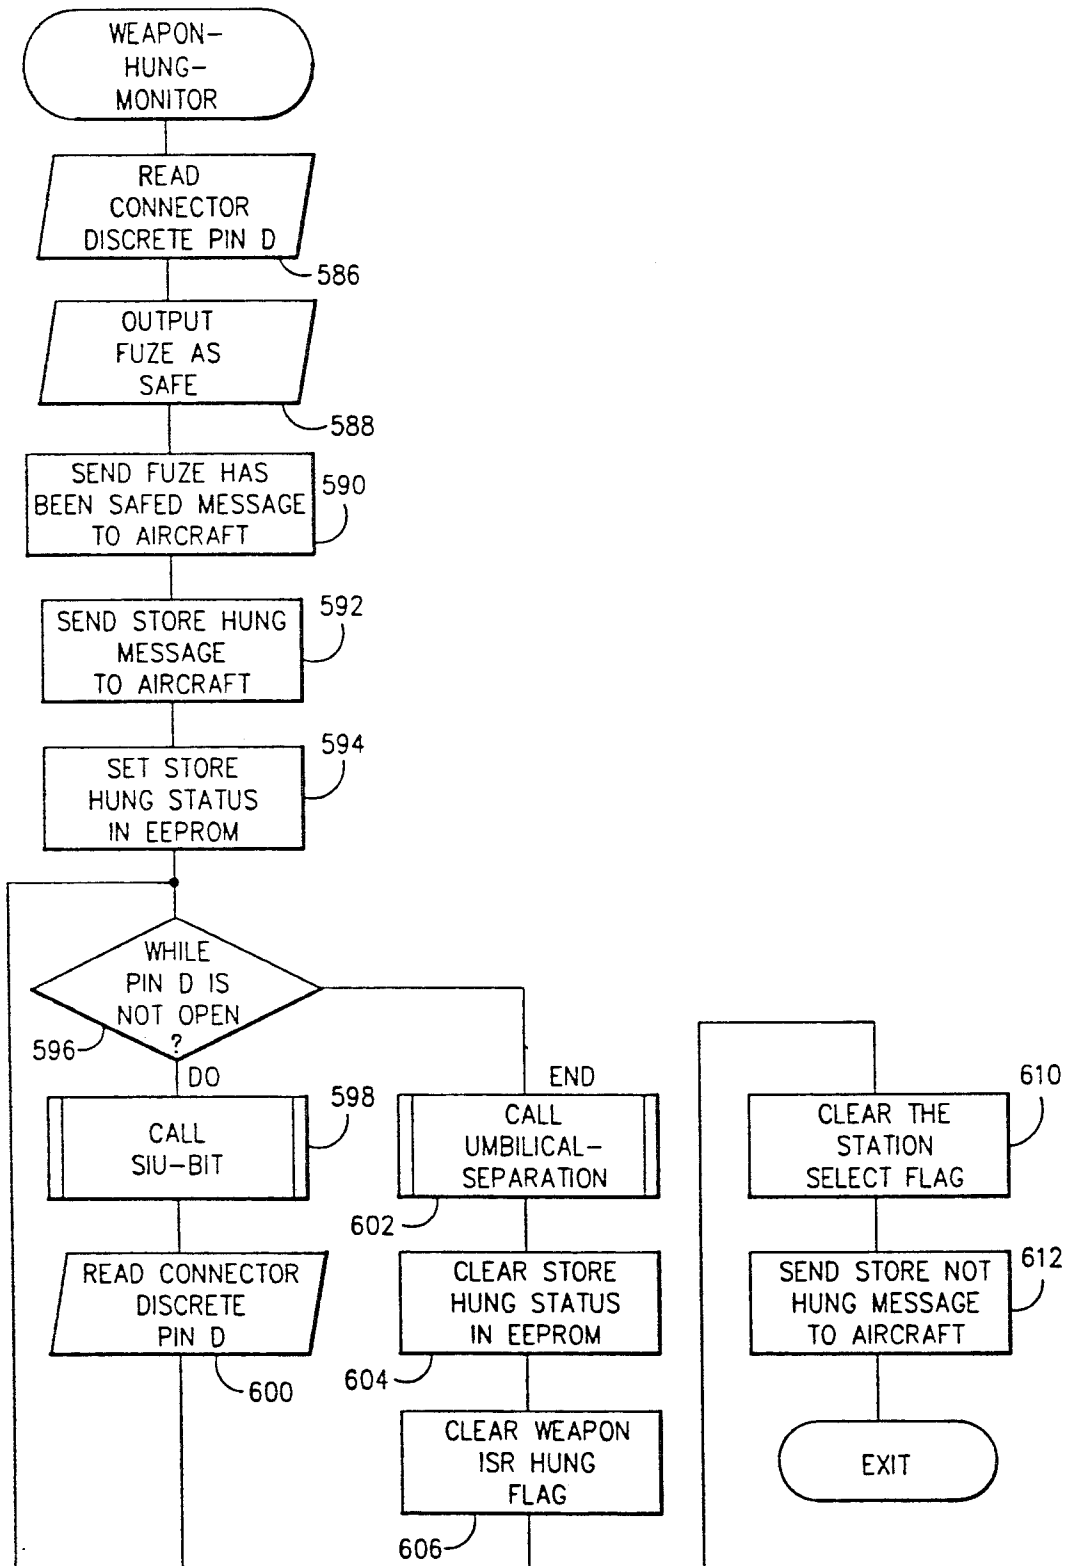 WEAPON-
HUNG-
MONITOR
READ
CONNECTOR
DISCRETE PIN D
586
OUTPUT
FUZE AS
SAFE
588
SEND FUZE HAS
BEEN SAFED MESSAGE
TO AIRCRAFT
590
SEND STORE HUNG
MESSAGE
TO AIRCRAFT
592
SET STORE
HUNG STATUS
IN EEPROM
594
WHILE
PIN D IS
NOT OPEN
?
596
DO
CALL
SIU-BIT
598
READ CONNECTOR
DISCRETE
PIN D
600
END
CALL
UMBILICAL-
SEPARATION
602
CLEAR STORE
HUNG STATUS
IN EEPROM
604
CLEAR WEAPON
ISR HUNG
FLAG
606
CLEAR THE
STATION
SELECT FLAG
610
SEND STORE NOT
HUNG MESSAGE
TO AIRCRAFT
612
EXIT